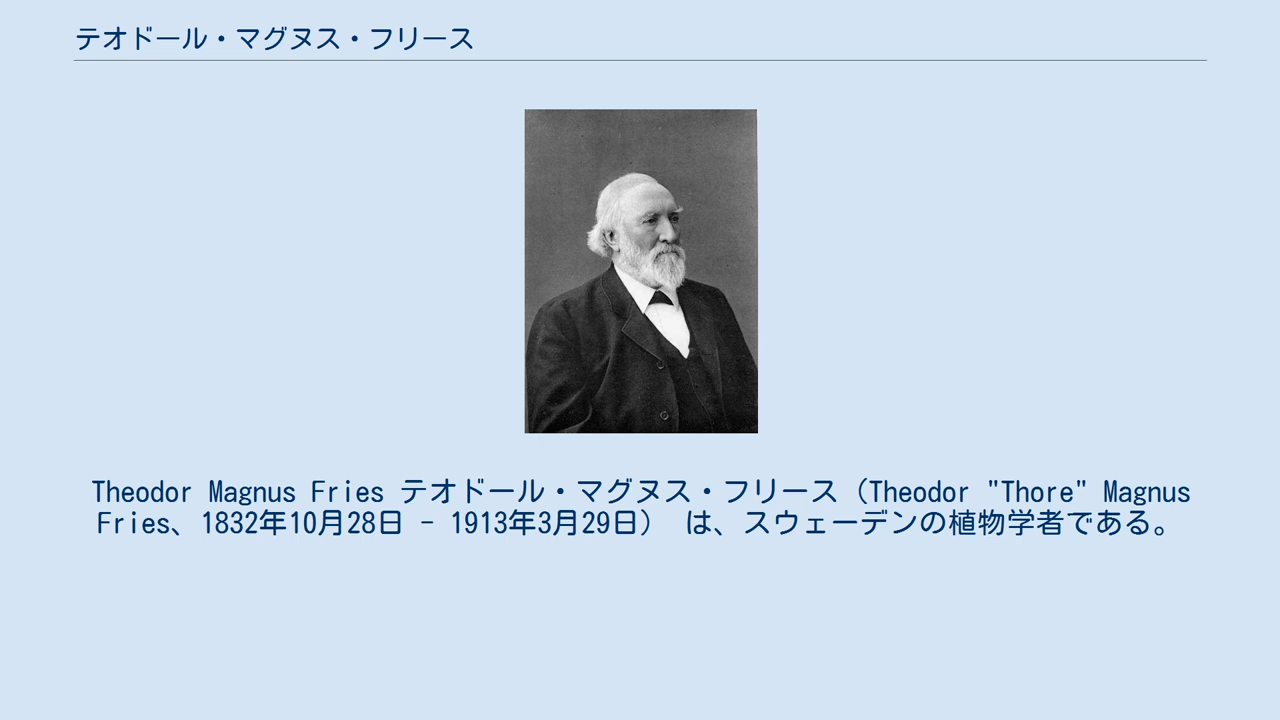 テオドール・マグヌス・フリース
Theodor Magnus Fries テオドール・マグヌス・フリース（Theodor "Thore" Magnus
Fries、1832年10月28日 - 1913年3月29日） は、スウェーデンの植物学者である。